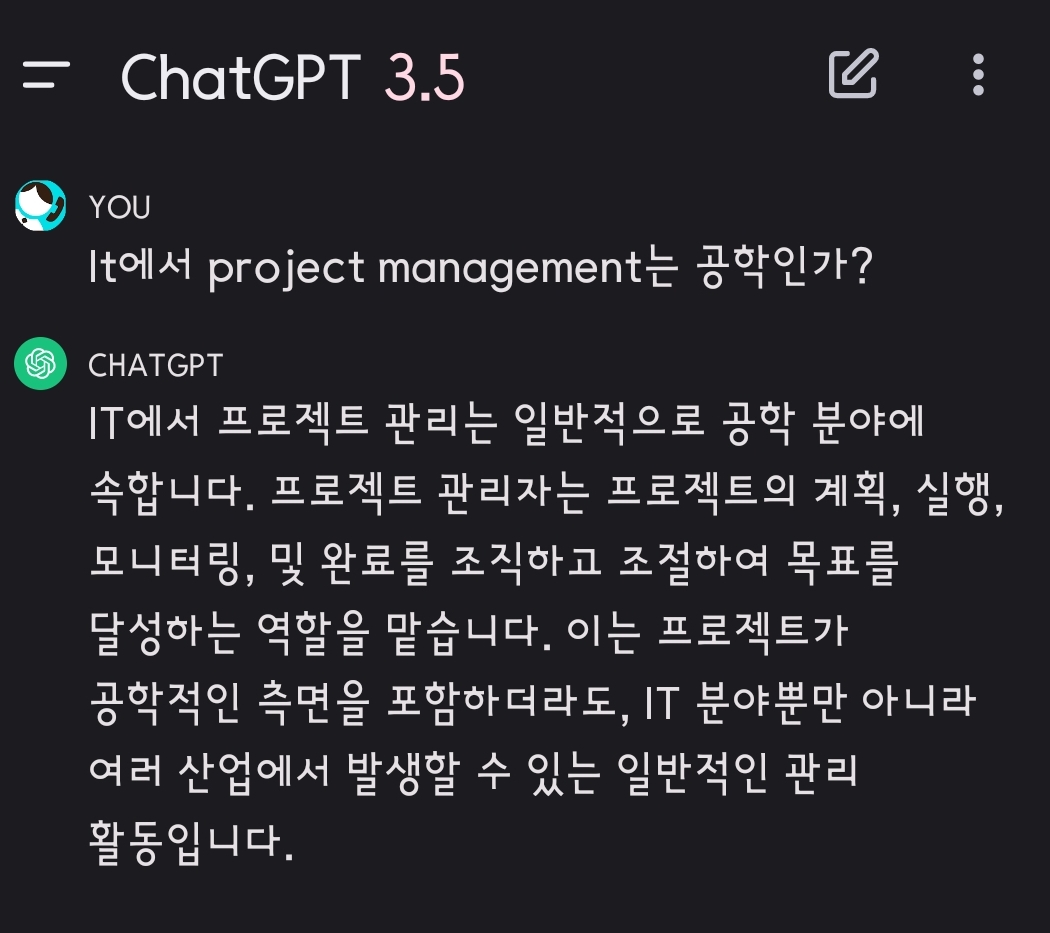 ChatGPT 3.5
YOU
It에서 project management는 공학인가?
CHATGPT
IT에서 프로젝트 관리는 일반적으로 공학 분야에
속합니다. 프로젝트 관리자는 프로젝트의 계획, 실행,
모니터링, 및 완료를 조직하고 조절하여 목표를
달성하는 역할을 맡습니다. 이는 프로젝트가
공학적인 측면을 포함하더라도, IT 분야뿐만 아니라
여러 산업에서 발생할 수 있는 일반적인 관리
활동입니다.